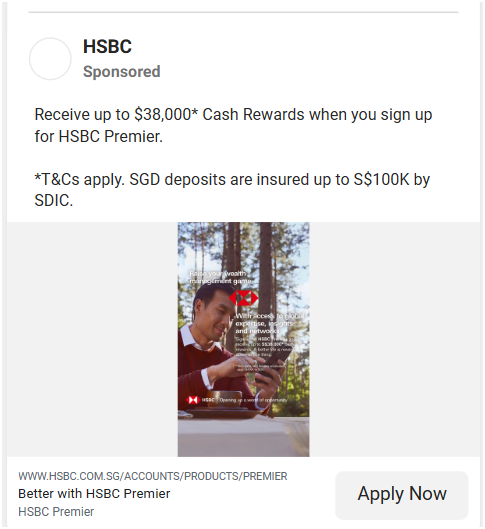 HSBC
Sponsored
Receive up to $38,000* Cash Rewards when you sign up
for HSBC Premier.
*T&Cs apply. SGD deposits are insured up to S$100K by
SDIC.
Raise your wealth
management game
With access to global
expertise, insights
and network
HSBC
Opening up a world of opportunity
WWW.HSBC.COM.SG/ACCOUNTS/PRODUCTS/PREMIER
Better with HSBC Premier
HSBC Premier
Apply Now